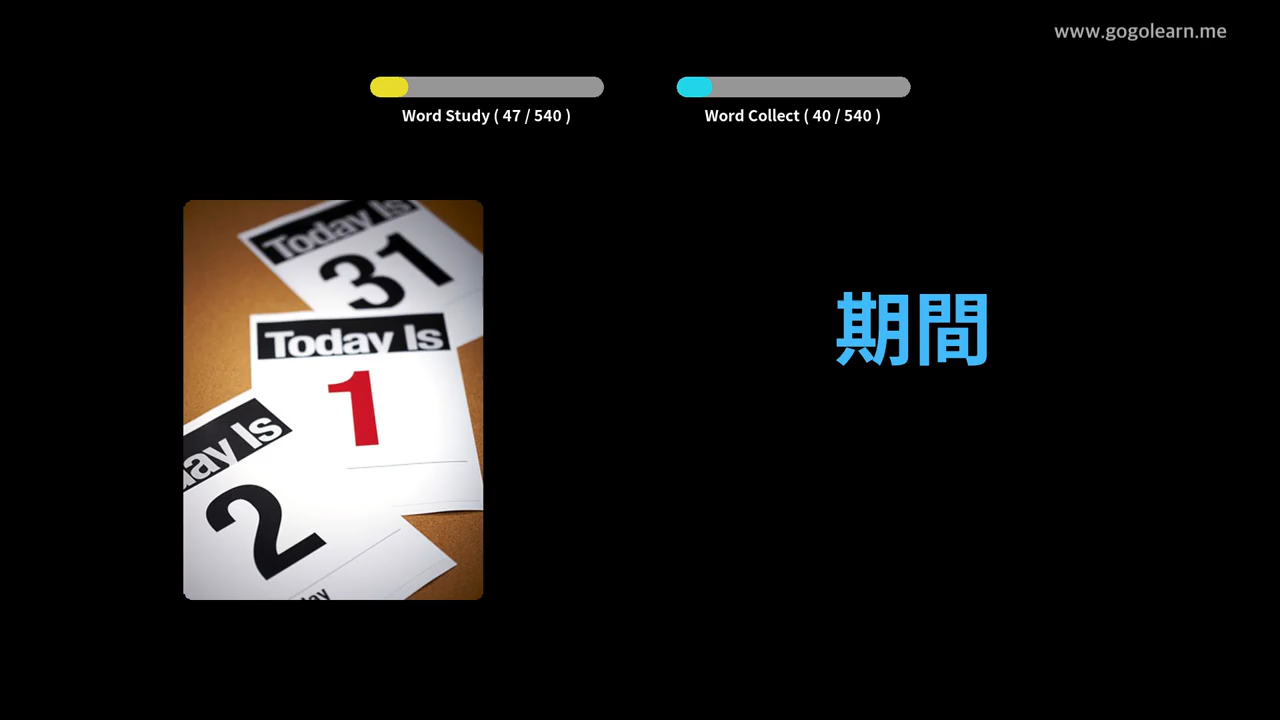 www.gogolearn.me
Word Study ( 47 / 540 )
Word Collect ( 40 / 540 )
Today Is
31
Today Is
1
ay Is
2
期間